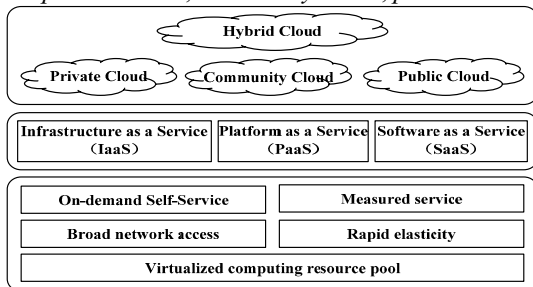 Hybrid Cloud
Private Cloud
Community Cloud
Public Cloud
Infrastructure as a Service
(IaaS)
Platform as a Service
(PaaS)
Software as a Service
(SaaS)
On-demand Self-Service
Measured service
Broad network access
Rapid elasticity
Virtualized computing resource pool